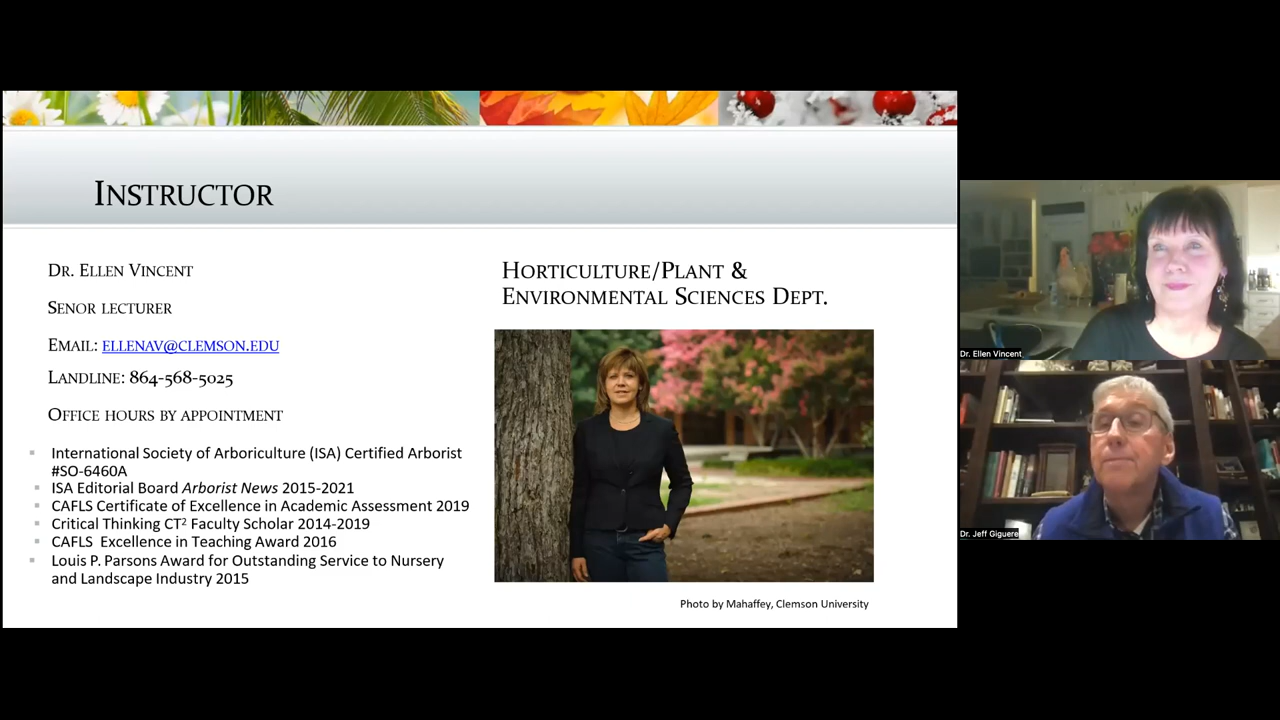 INSTRUCTOR
DR. ELLEN VINCENT
SENOR LECTURER
EMAIL: ELLENAV@CLEMSON.EDU
LANDLINE: 864-568-5025
OFFICE HOURS BY APPOINTMENT
International Society of Arboriculture (ISA) Certified Arborist
#SO-6460A
ISA Editorial Board Arborist News 2015-2021
CAFLS Certificate of Excellence in Academic Assessment 2019
Critical Thinking CT² Faculty Scholar 2014-2019
CAFLS Excellence in Teaching Award 2016
Louis P. Parsons Award for Outstanding Service to Nursery
and Landscape Industry 2015
HORTICULTURE/PLANT &
ENVIRONMENTAL SCIENCES DEPT.
Photo by Mahaffey, Clemson University
Dr. Ellen Vincent
Dr. Jeff Giguere